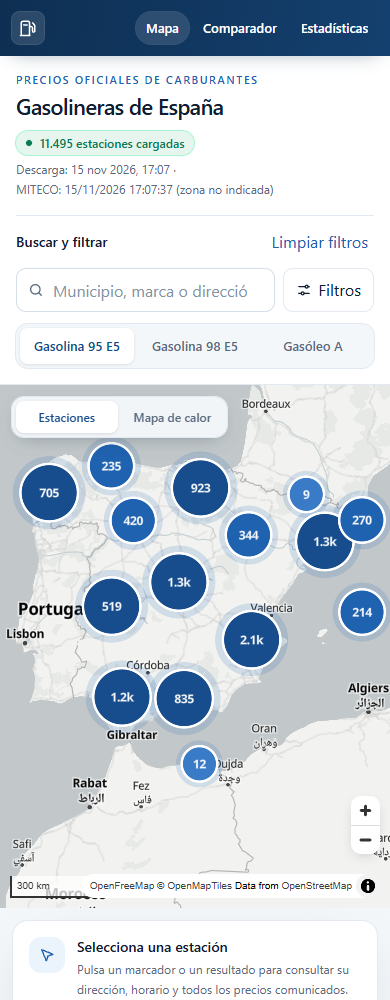 Mapa Comparador Estadísticas
PRECIOS OFICIALES DE CARBURANTES
Gasolineras de España
11.495 estaciones cargadas
Descarga: 15 nov 2026, 17:07 ·
MITECO: 15/11/2026 17:07:37 (zona no indicada)
Buscar y filtrar
Limpiar filtros
Municipio, marca o direcció
Filtros
Gasolina 95 E5
Gasolina 98 E5
Gasóleo A
Bordeaux
Estaciones
Mapa de calor
235
705
923
9
420
270
344
1.3k
1.3k
519
Portuga
Valencia
214
Lisbon
2.1k
Córdoba
1.2k
835
Algiers
الجزائر
Gibraltar
Oran
وهران
12
Oujda
وجدة
Rabat
الرباط
Fez
فاس
+
−
Safi
آسفي
300 km
OpenFreeMap © OpenMapTiles Data from OpenStreetMap
Selecciona una estación
Pulsa un marcador o un resultado para consultar su
dirección, horario y todos los precios comunicados.